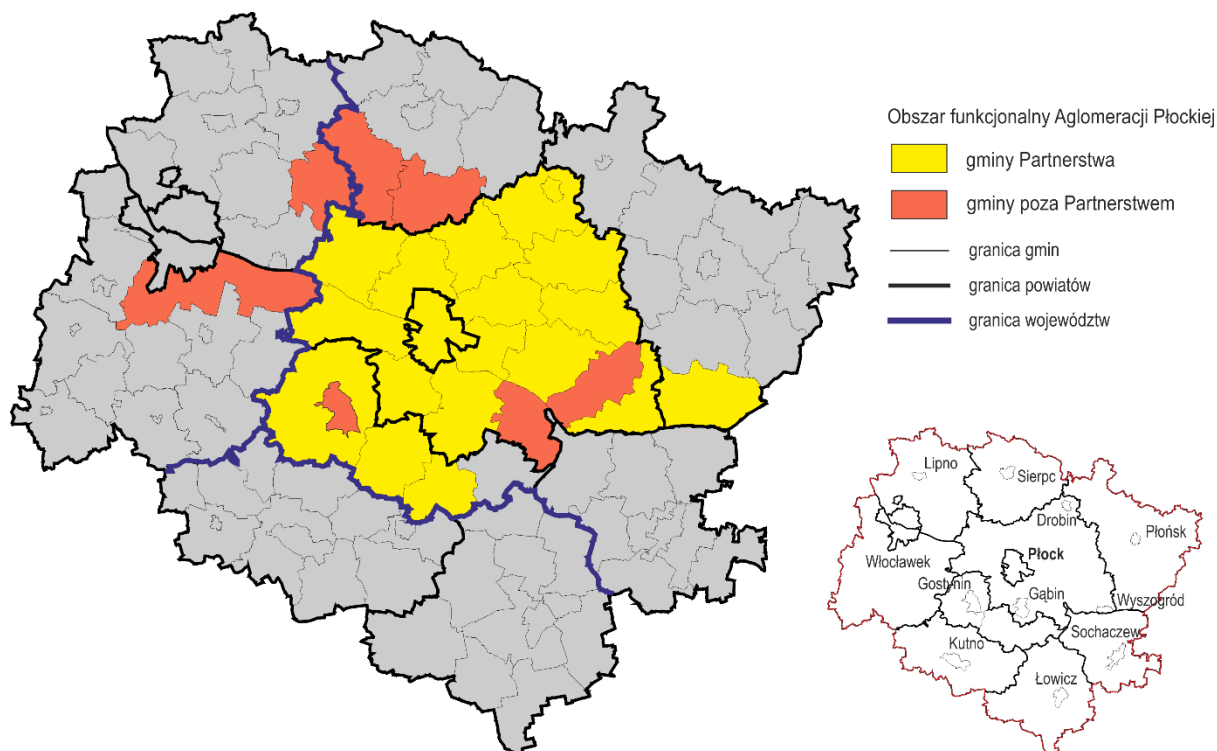 Obszar funkcjonalny Aglomeracji Płockiej
gminy Partnerstwa
gminy poza Partnerstwem
granica gmin
granica powiatów
granica województw
Lipno
Sierpc
Drobin
Płońsk
Płock
Włocławek
Gostynin
Gąbin
Wyszogród
Sochaczew
Kutno
Łowicz